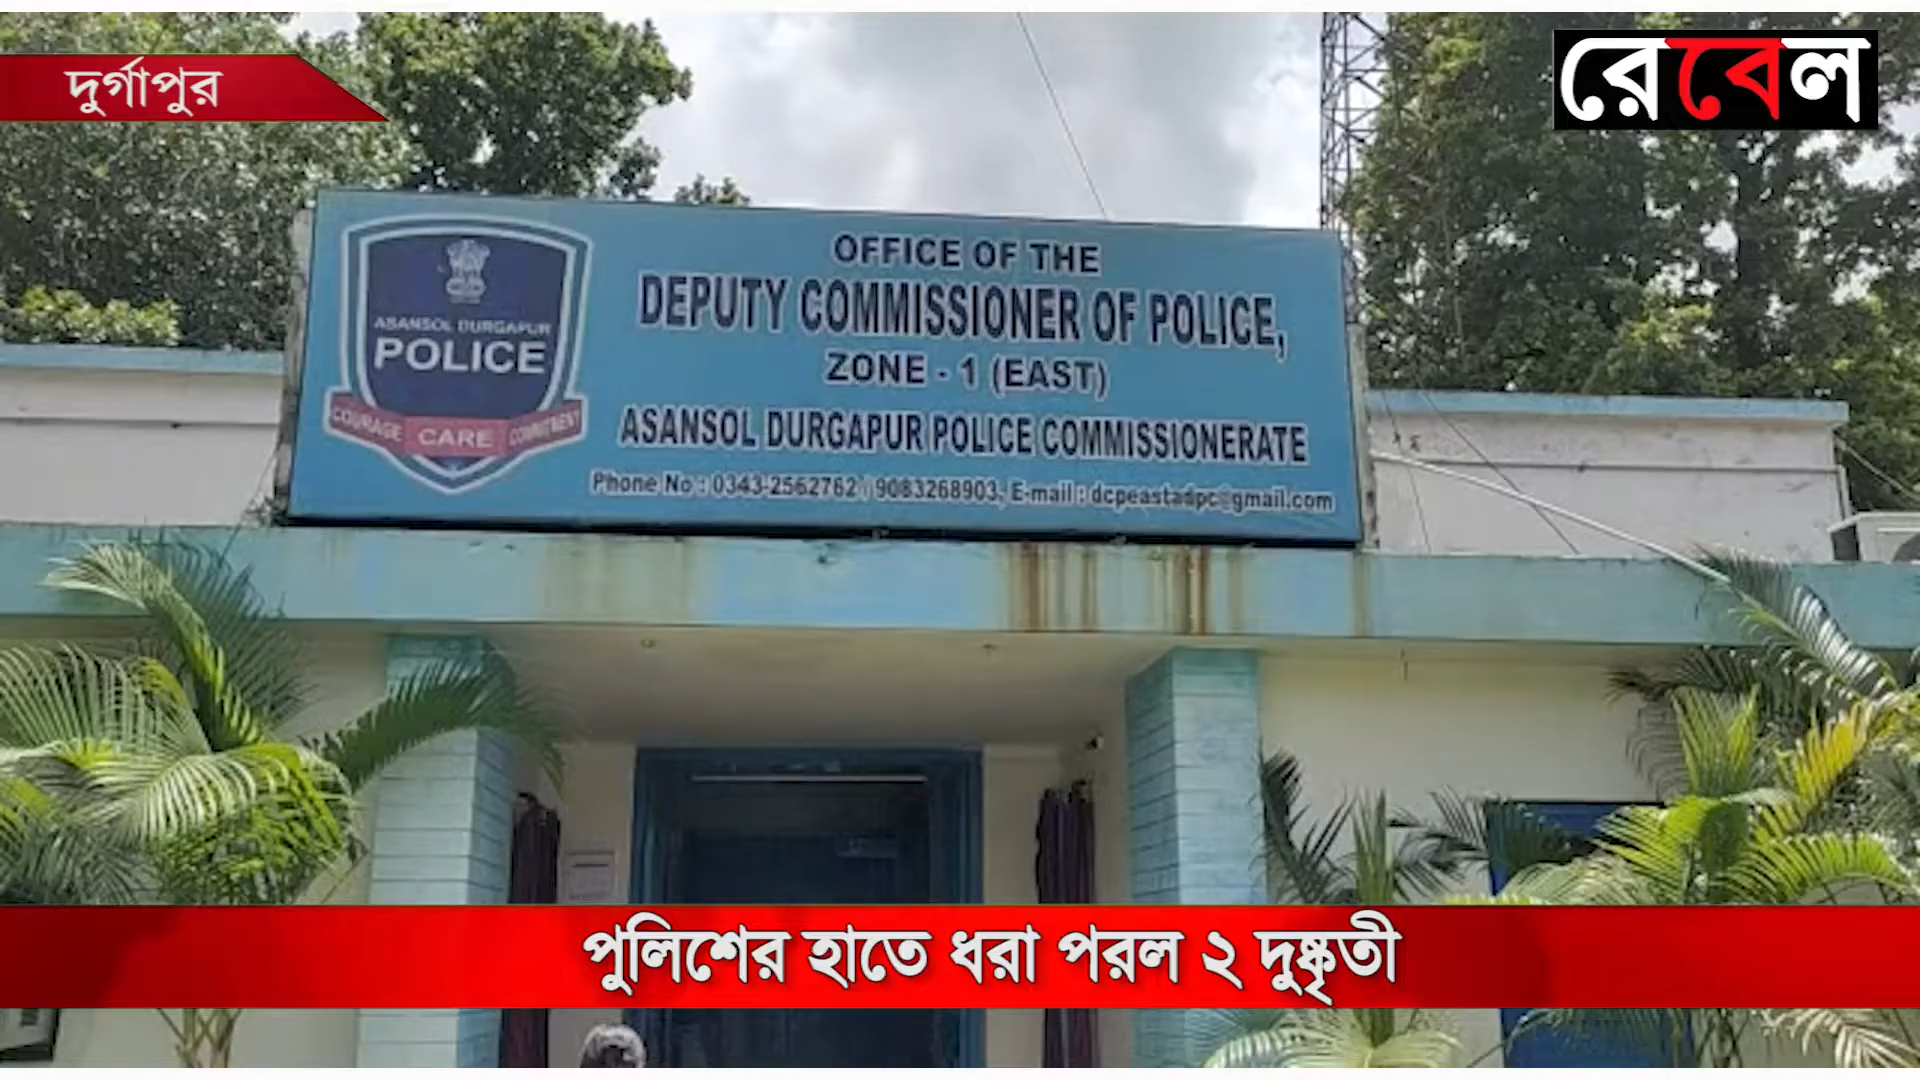 দুর্গাপুর
রেবেল
OFFICE OF THE
DEPUTY COMMISSIONER OF POLICE,
ZONE - 1 (EAST)
ASANSOL DURGAPUR POLICE COMMISSIONERATE
Phone No : 0343-2562762 / 9083268903, E-mail : dcpeastadpc@gmail.com
ASANSOL DURGAPUR
POLICE
COURAGE CARE COMMITMENT
পুলিশের হাতে ধরা পরল ২ দুষ্কৃতী